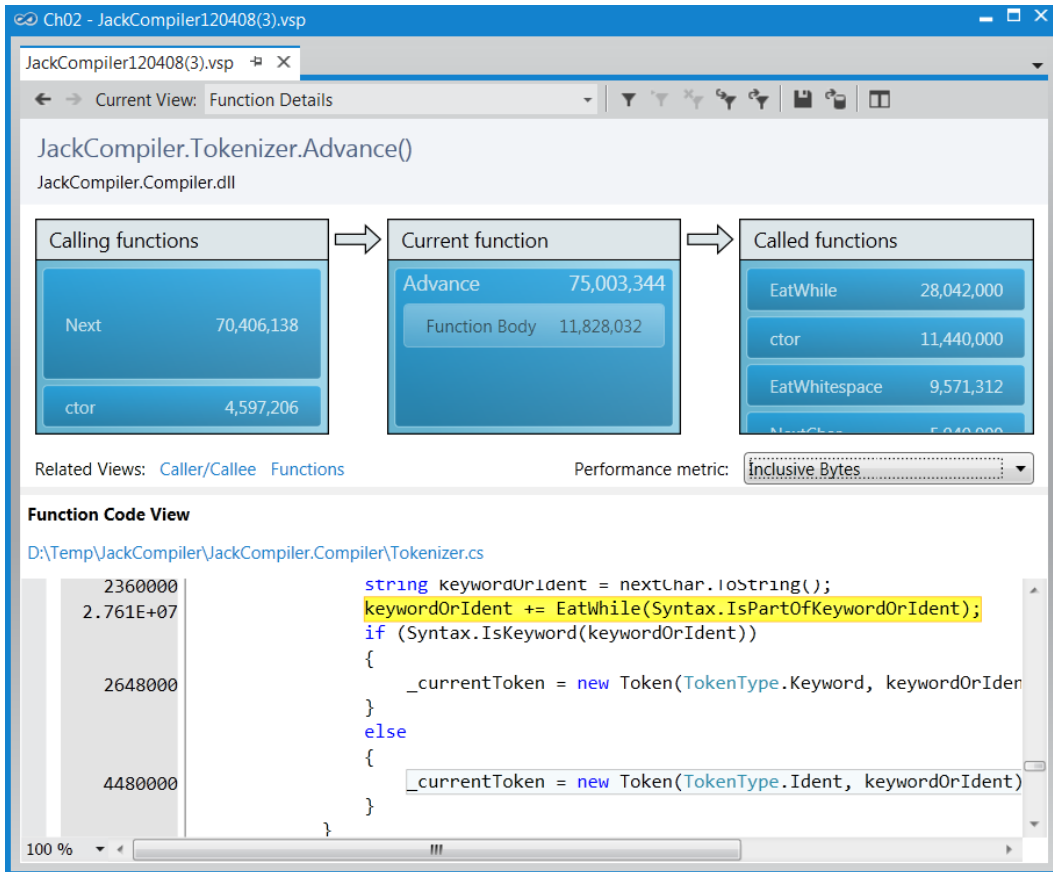 Ch02 - JackCompiler120408(3).vsp
JackCompiler120408(3).vsp
Current View: Function Details
JackCompiler.Tokenizer.Advance()
JackCompiler.Compiler.dll
Calling functions
Next 70,406,138
ctor 4,597,206
Current function
Advance 75,003,344
Function Body 11,828,032
Called functions
EatWhile 28,042,000
ctor 11,440,000
EatWhitespace 9,571,312
Related Views: Caller/Callee Functions
Performance metric: Inclusive Bytes
Function Code View
D:\Temp\JackCompiler\JackCompiler.Compiler\Tokenizer.cs
2360000 string keywordOrIdent = nextChar.ToString();
2.761E+07 keywordOrIdent += EatWhile(Syntax.IsPartOfKeywordOrIdent);
if (Syntax.IsKeyword(keywordOrIdent))
{
2648000 _currentToken = new Token(TokenType.Keyword, keywordOrIden
}
else
{
4480000 _currentToken = new Token(TokenType.Ident, keywordOrIdent)
}
}
100 %